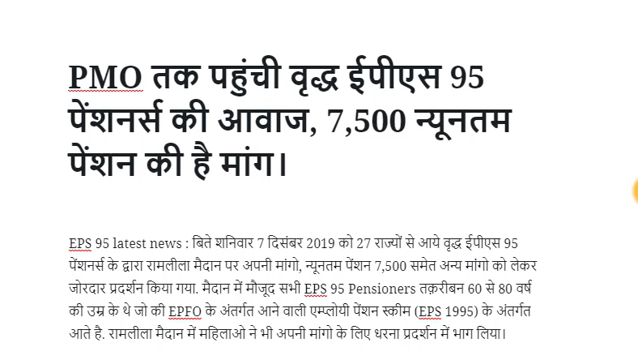 PMO तक पहुंची वृद्ध ईपीएस 95
पेंशनर्स की आवाज, 7,500 न्यूनतम
पेंशन की है मांग।
EPS 95 latest news : बिते शनिवार 7 दिसंबर 2019 को 27 राज्यों से आये वृद्ध ईपीएस 95
पेंशनर्स के द्वारा रामलीला मैदान पर अपनी मांगो, न्यूनतम पेंशन 7,500 समेत अन्य मांगो को लेकर
जोरदार प्रदर्शन किया गया. मैदान में मौजूद सभी EPS 95 Pensioners तक़रीबन 60 से 80 वर्ष
की उम्र के थे जो की EPFO के अंतर्गत आने वाली एम्प्लोयी पेंशन स्कीम (EPS 1995) के अंतर्गत
आते है. रामलीला मैदान में महिलाओ ने भी अपनी मांगो के लिए धरना प्रदर्शन में भाग लिया।